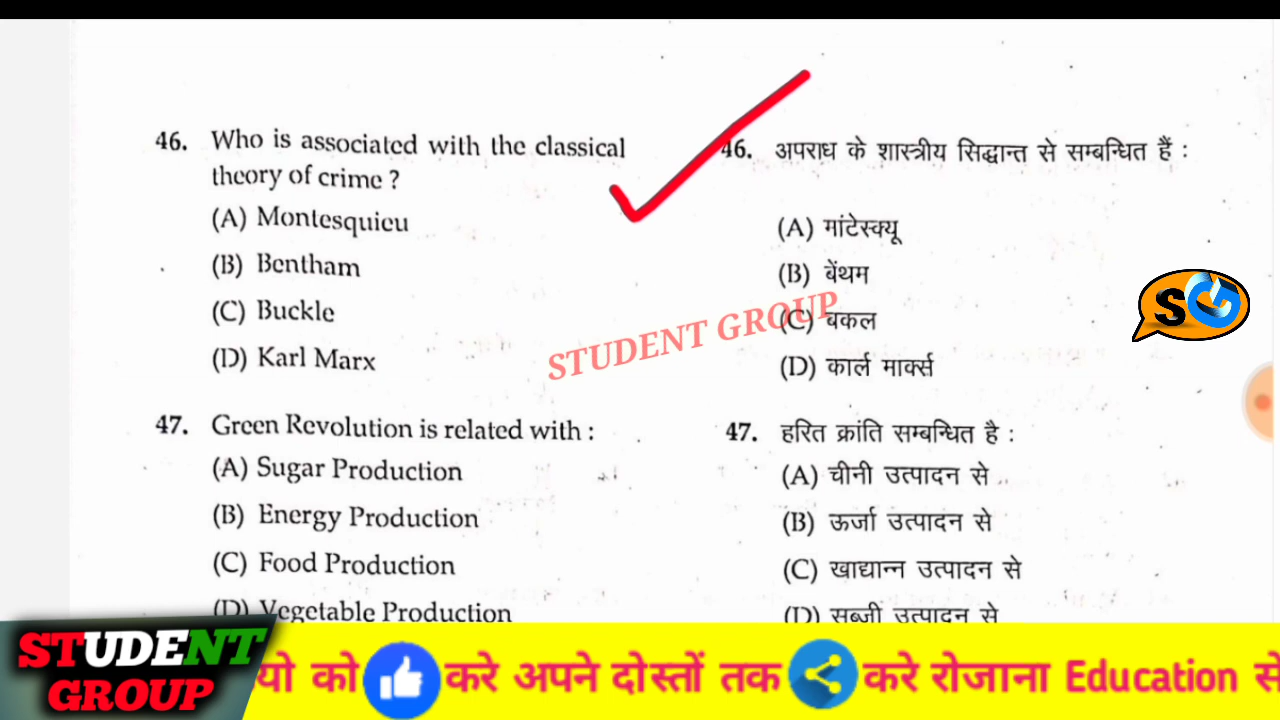 46. Who is associated with the classical
theory of crime ?
(A) Montesquieu
(B) Bentham
(C) Buckle
(D) Karl Marx
47. Green Revolution is related with :
(A) Sugar Production
(B) Energy Production
(C) Food Production
(D) Vegetable Production
46. अपराध के शास्त्रीय सिद्धान्त से सम्बन्धित हैं :
(A) मांटेस्क्यू
(B) बेंथम
(C) बकल
(D) कार्ल मार्क्स
47. हरित क्रांति सम्बन्धित है :
(A) चीनी उत्पादन से
(B) ऊर्जा उत्पादन से
(C) खाद्यान्न उत्पादन से
(D) सब्जी उत्पादन से
STUDENT GROUP
SG
STUDENT
GROUP
यो को करे अपने दोस्तों तक करे रोजाना Education से